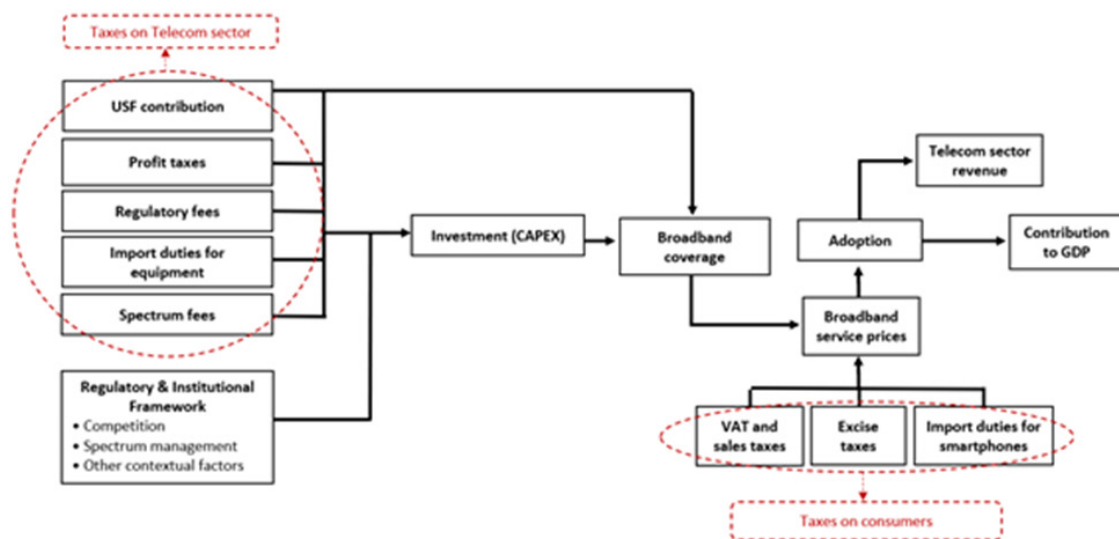 Taxes on Telecom sector
USF contribution
Profit taxes
Regulatory fees
Import duties for
equipment
Spectrum fees
Regulatory & Institutional
Framework
• Competition
• Spectrum management
• Other contextual factors
Investment (CAPEX)
Broadband
coverage
Telecom sector
revenue
Adoption
Contribution
to GDP
Broadband
service prices
VAT and
sales taxes
Excise
taxes
Import duties for
smartphones
Taxes on consumers